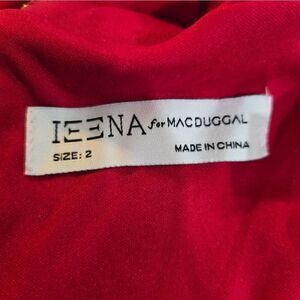 IEENA for MACDUGGAL
SIZE: 2
MADE IN CHINA